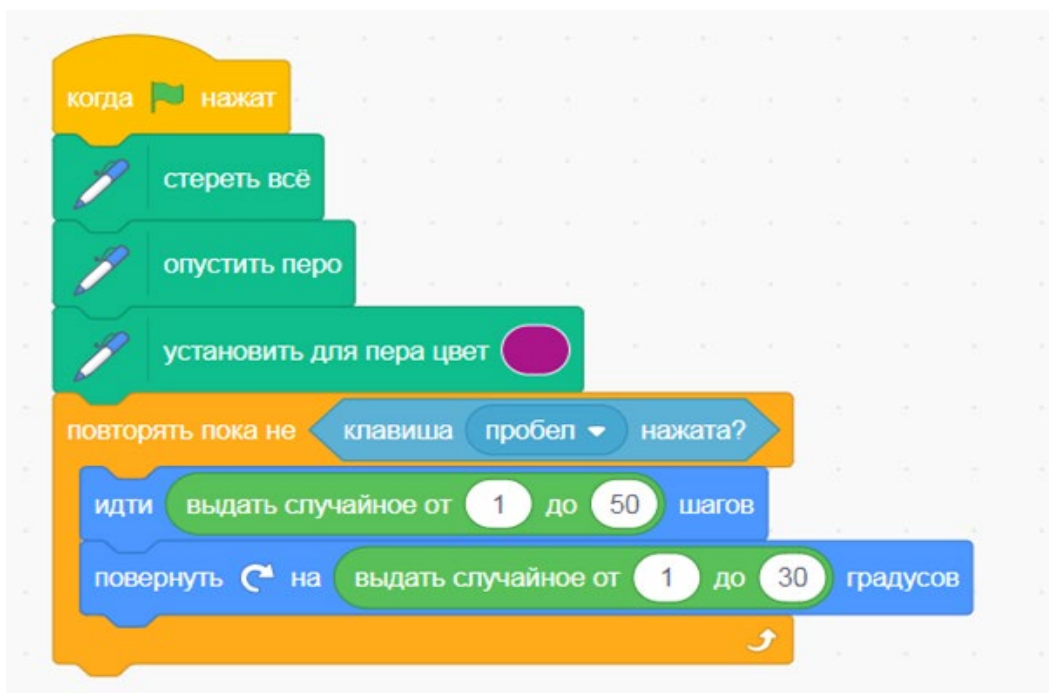 когда нажат
стереть всё
опустить перо
установить для пера цвет
повторять пока не клавиша пробел нажата?
идти выдать случайное от 1 до 50 шагов
повернуть на выдать случайное от 1 до 30 градусов